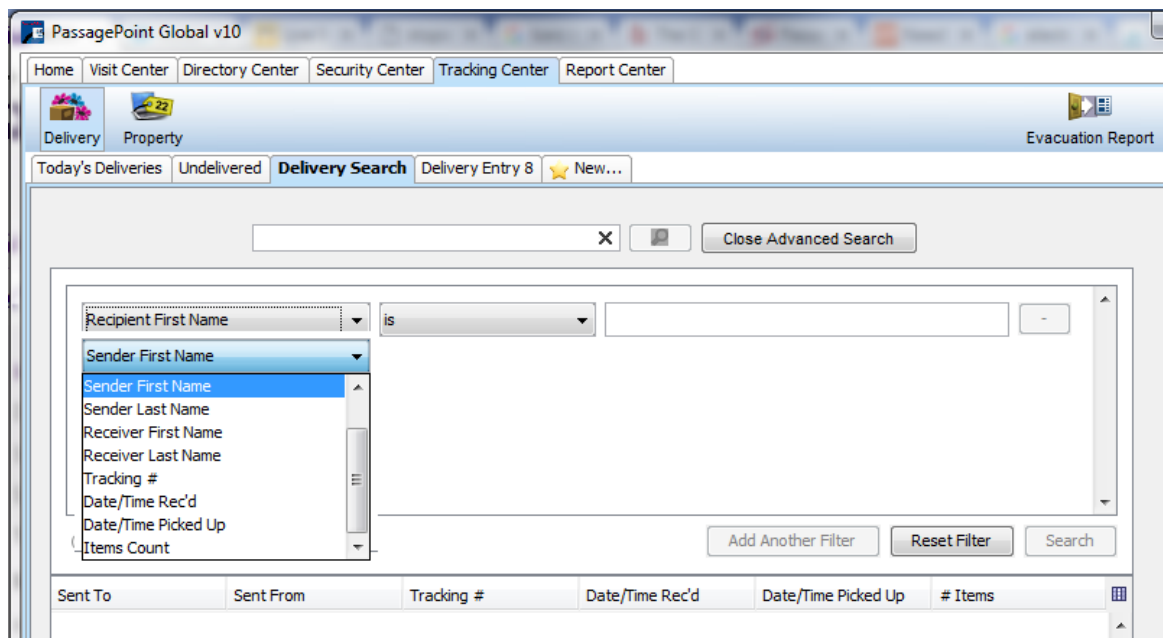 PassagePoint Global v10
Home Visit Center Directory Center Security Center Tracking Center Report Center
22
Delivery Property Evacuation Report
Today's Deliveries Undelivered Delivery Search Delivery Entry 8 New...
Close Advanced Search
Recipient First Name is -
Sender First Name
Sender First Name
Sender Last Name
Receiver First Name
Receiver Last Name
Tracking #
Date/Time Rec'd
Date/Time Picked Up
Items Count
Add Another Filter Reset Filter Search
Sent To Sent From Tracking # Date/Time Rec'd Date/Time Picked Up # Items